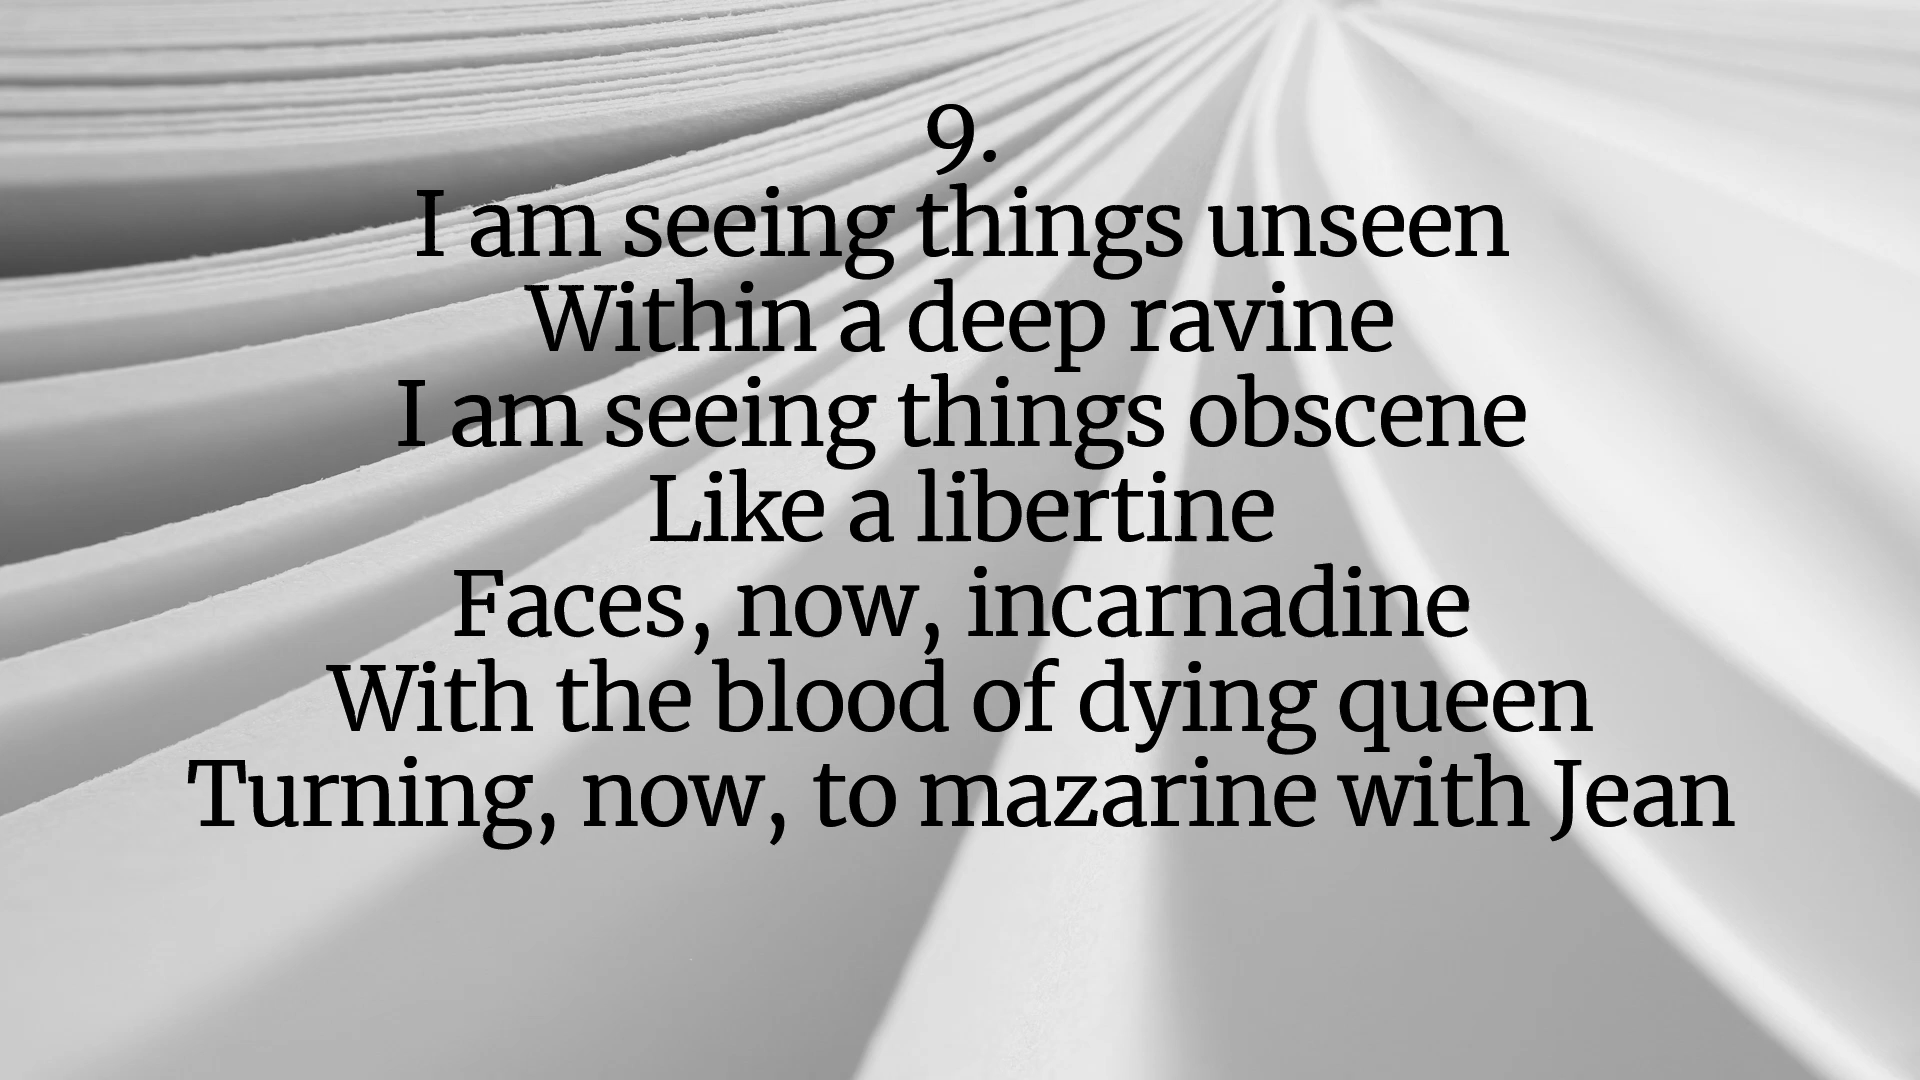 9.
I am seeing things unseen
Within a deep ravine
I am seeing things obscene
Like a libertine
Faces, now, incarnadine
With the blood of dying queen
Turning, now, to mazarine with Jean